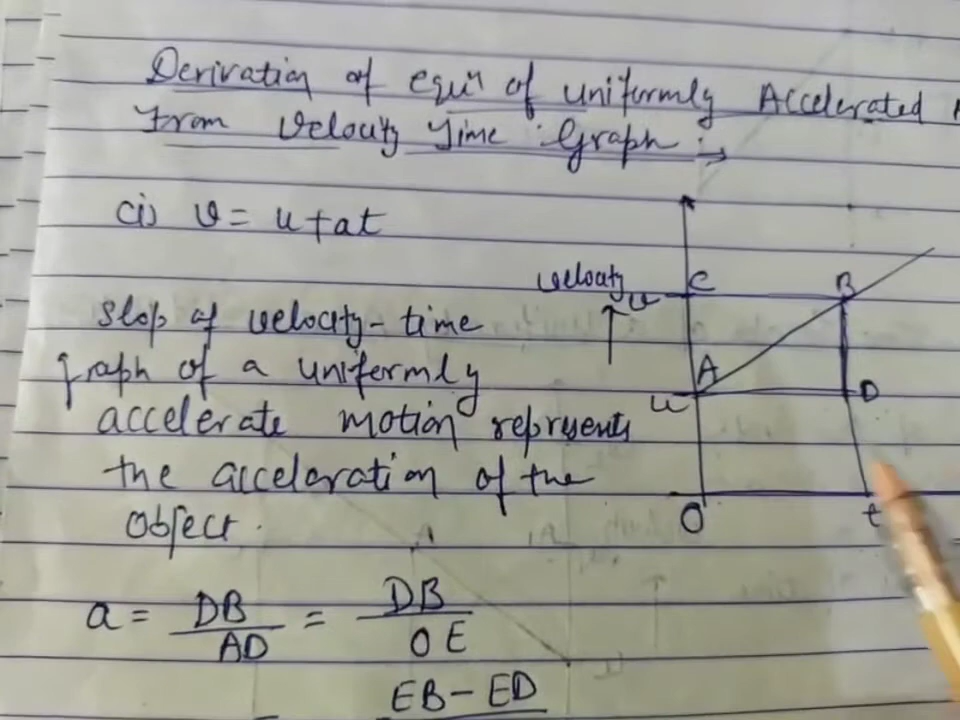 Derivation of equn of uniformly Accelerated
From Velocity Time Graph :
(i) v = u + at
Velocity
v
C
B
A
u
D
O
t
Slop of velocity - time
graph of a uniformly
accelerate motion represents
the acceleration of the
object.
a = DB/AD = DB/OE
EB - ED